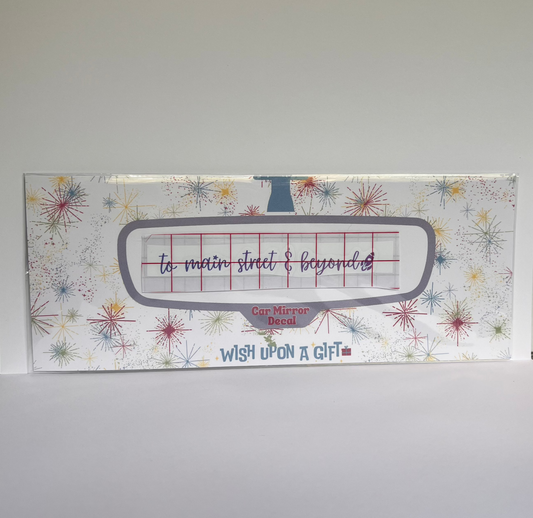 to main street & beyond
Car Mirror
Decal
WISH UPON A GIFT